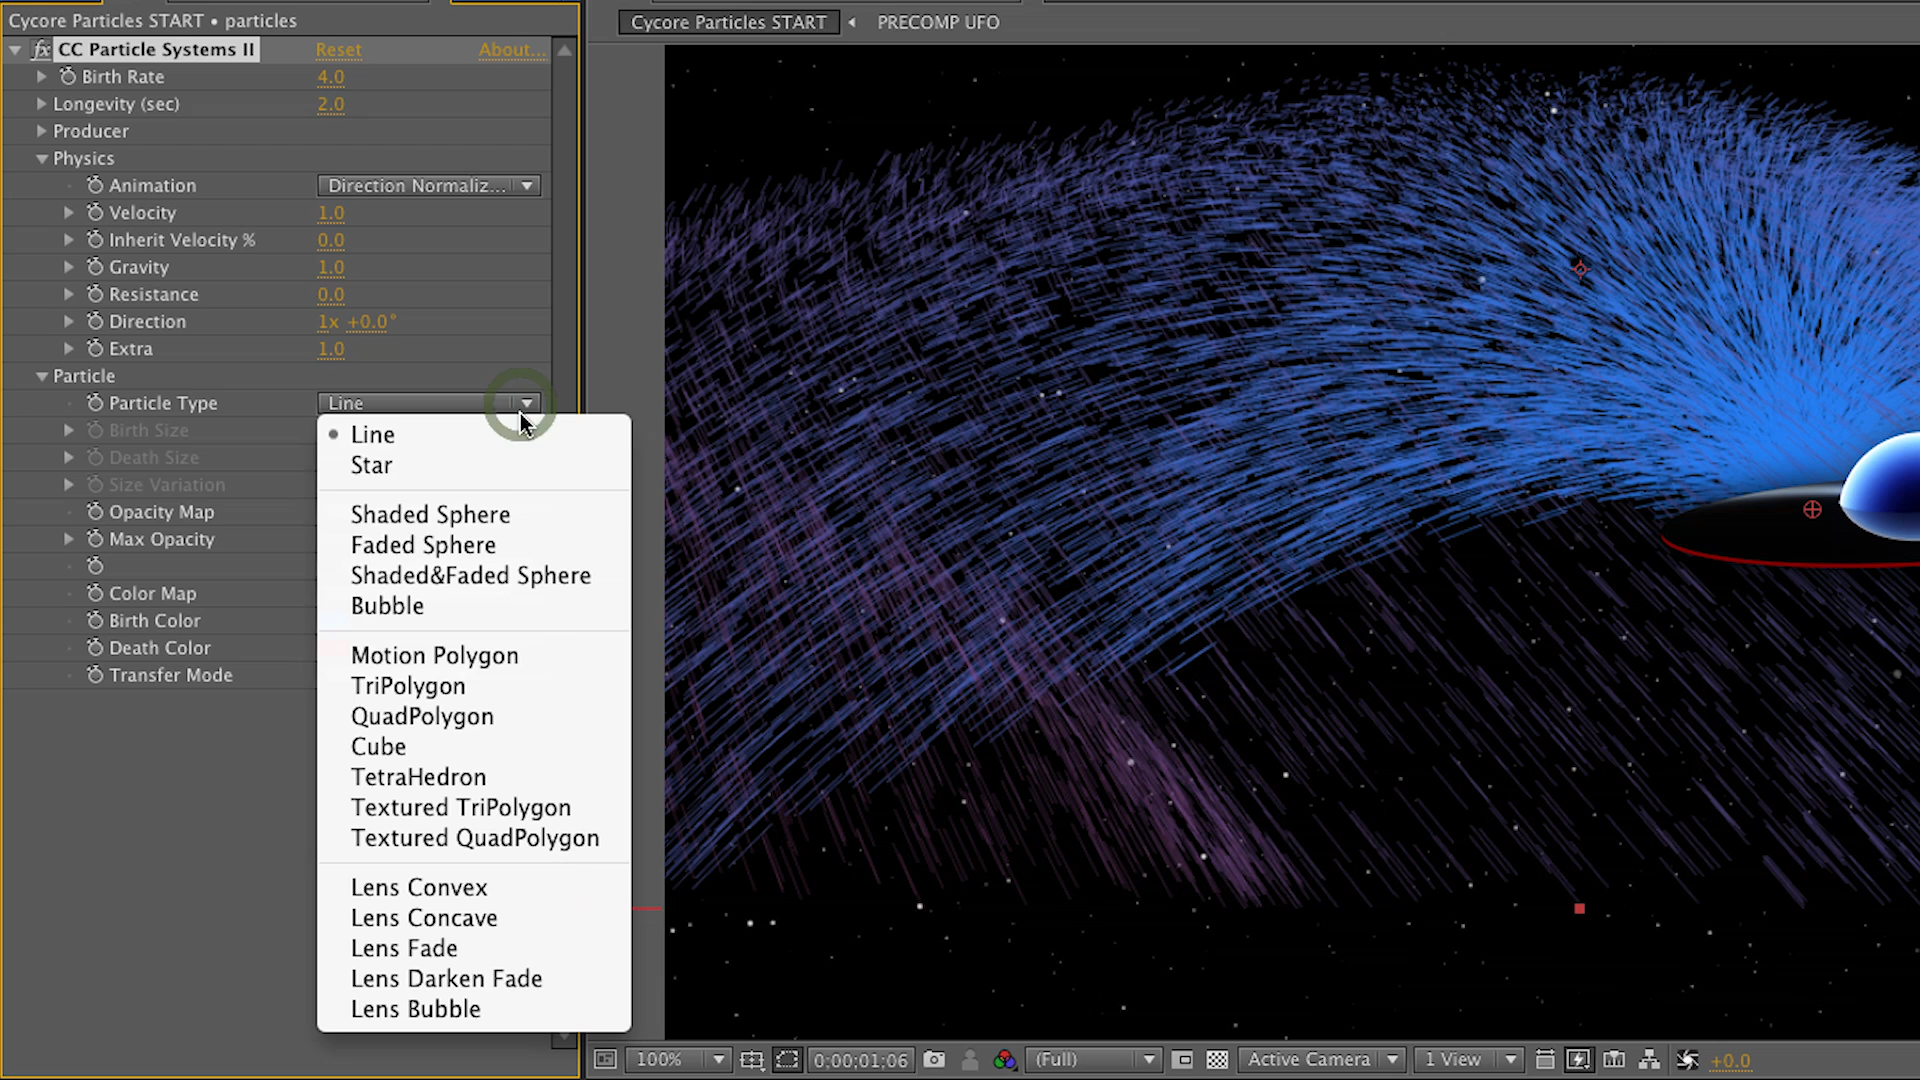 Cycore Particles START • particles
fx CC Particle Systems II Reset About...
Birth Rate 4.0
Longevity (sec) 2.0
Producer
Physics
Animation Direction Normaliz...
Velocity 1.0
Inherit Velocity % 0.0
Gravity 1.0
Resistance 0.0
Direction 1x +0.0°
Extra 1.0
Particle
Particle Type Line
Birth Size
Death Size
Size Variation
Opacity Map
Max Opacity
Color Map
Birth Color
Death Color
Transfer Mode
Line
Star
Shaded Sphere
Faded Sphere
Shaded&Faded Sphere
Bubble
Motion Polygon
TriPolygon
QuadPolygon
Cube
TetraHedron
Textured TriPolygon
Textured QuadPolygon
Lens Convex
Lens Concave
Lens Fade
Lens Darken Fade
Lens Bubble
Cycore Particles START PRECOMP UFO
100% 0;00;01;06 (Full) Active Camera 1 View +0.0